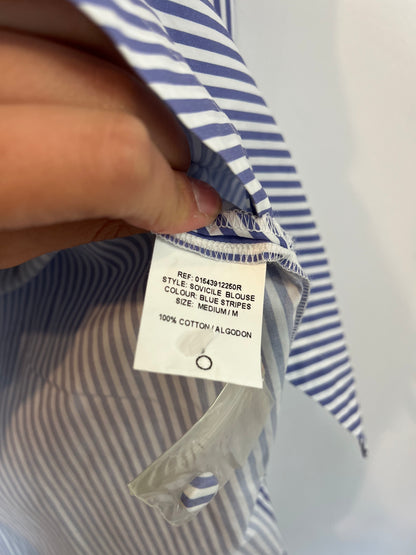 REF: 01643912250R
STYLE: SOVICILE BLOUSE
COLOUR: BLUE STRIPES
SIZE: MEDIUM / M
100% COTTON / ALGODON